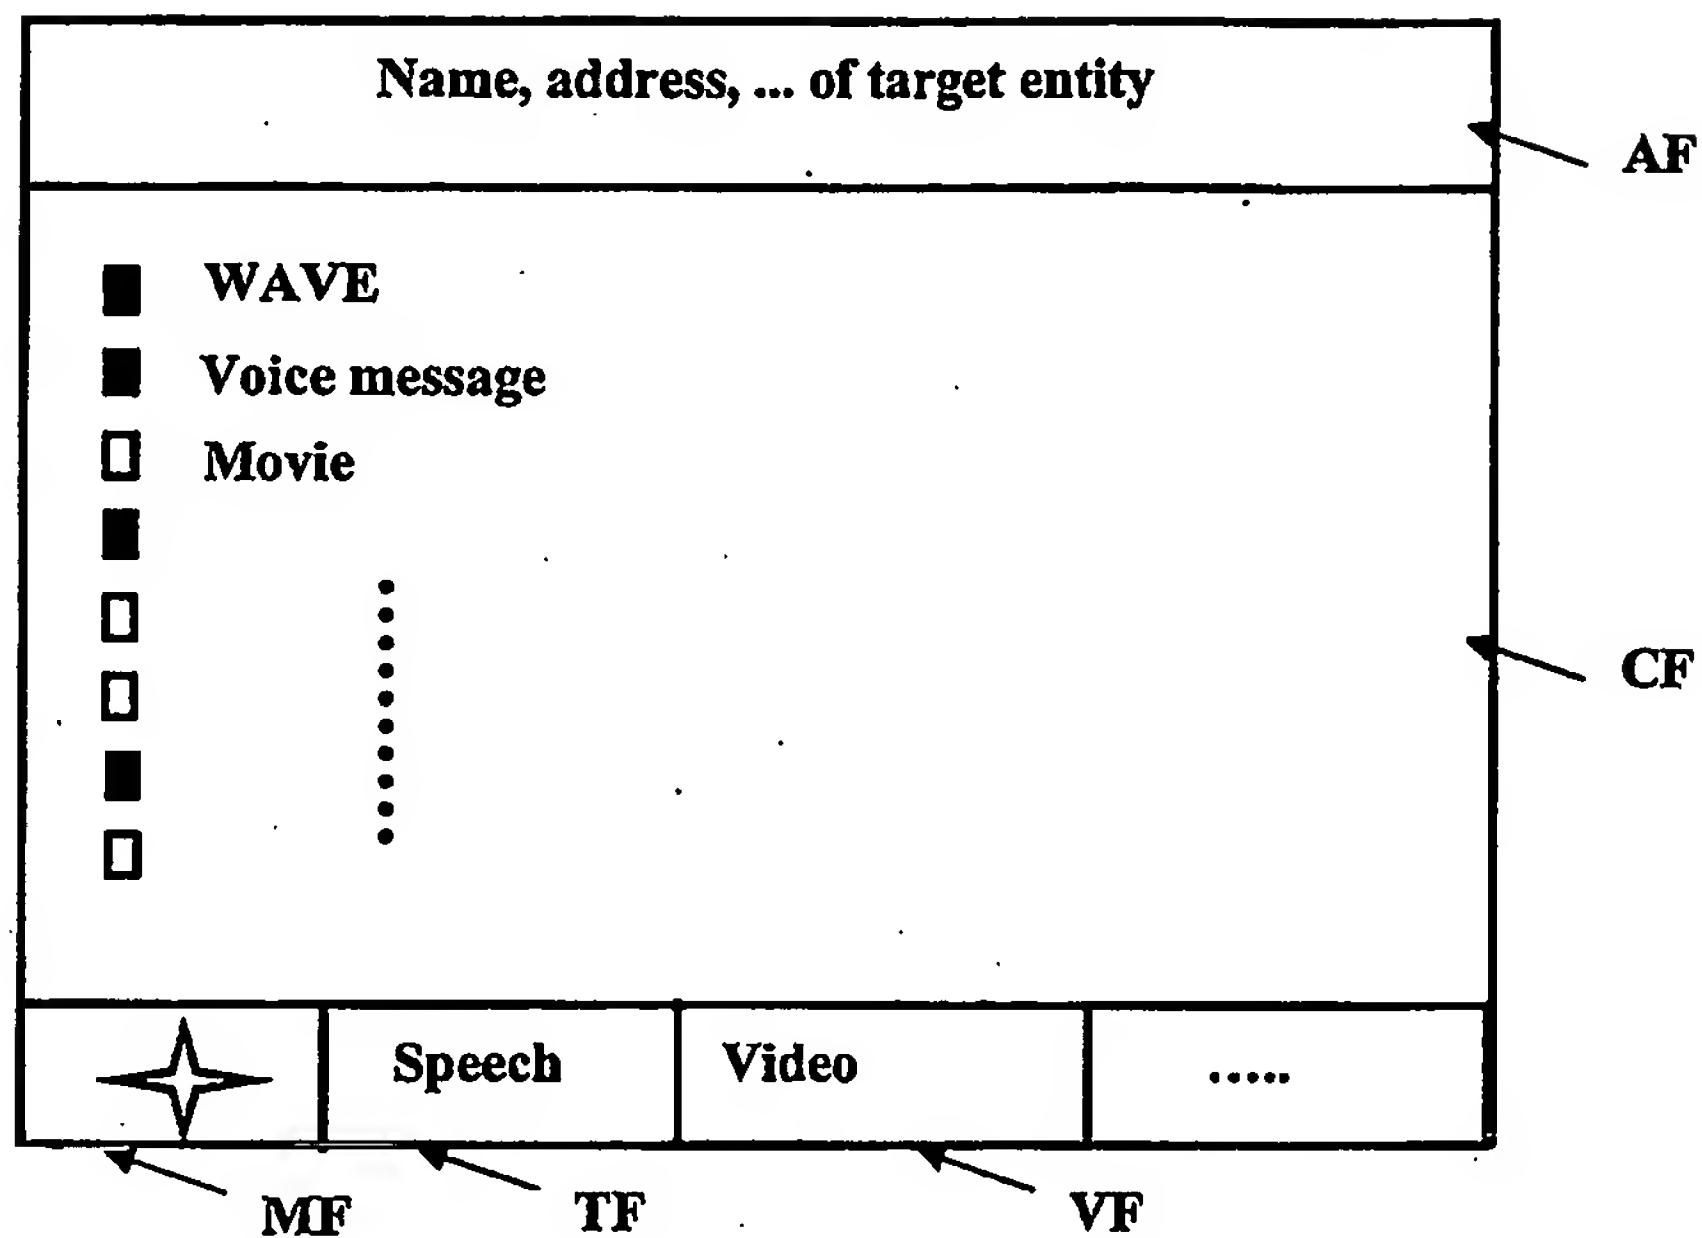 Name, address, ... of target entity
AF
WAVE
Voice message
Movie
CF
Speech
Video
.....
MF
TF
VF